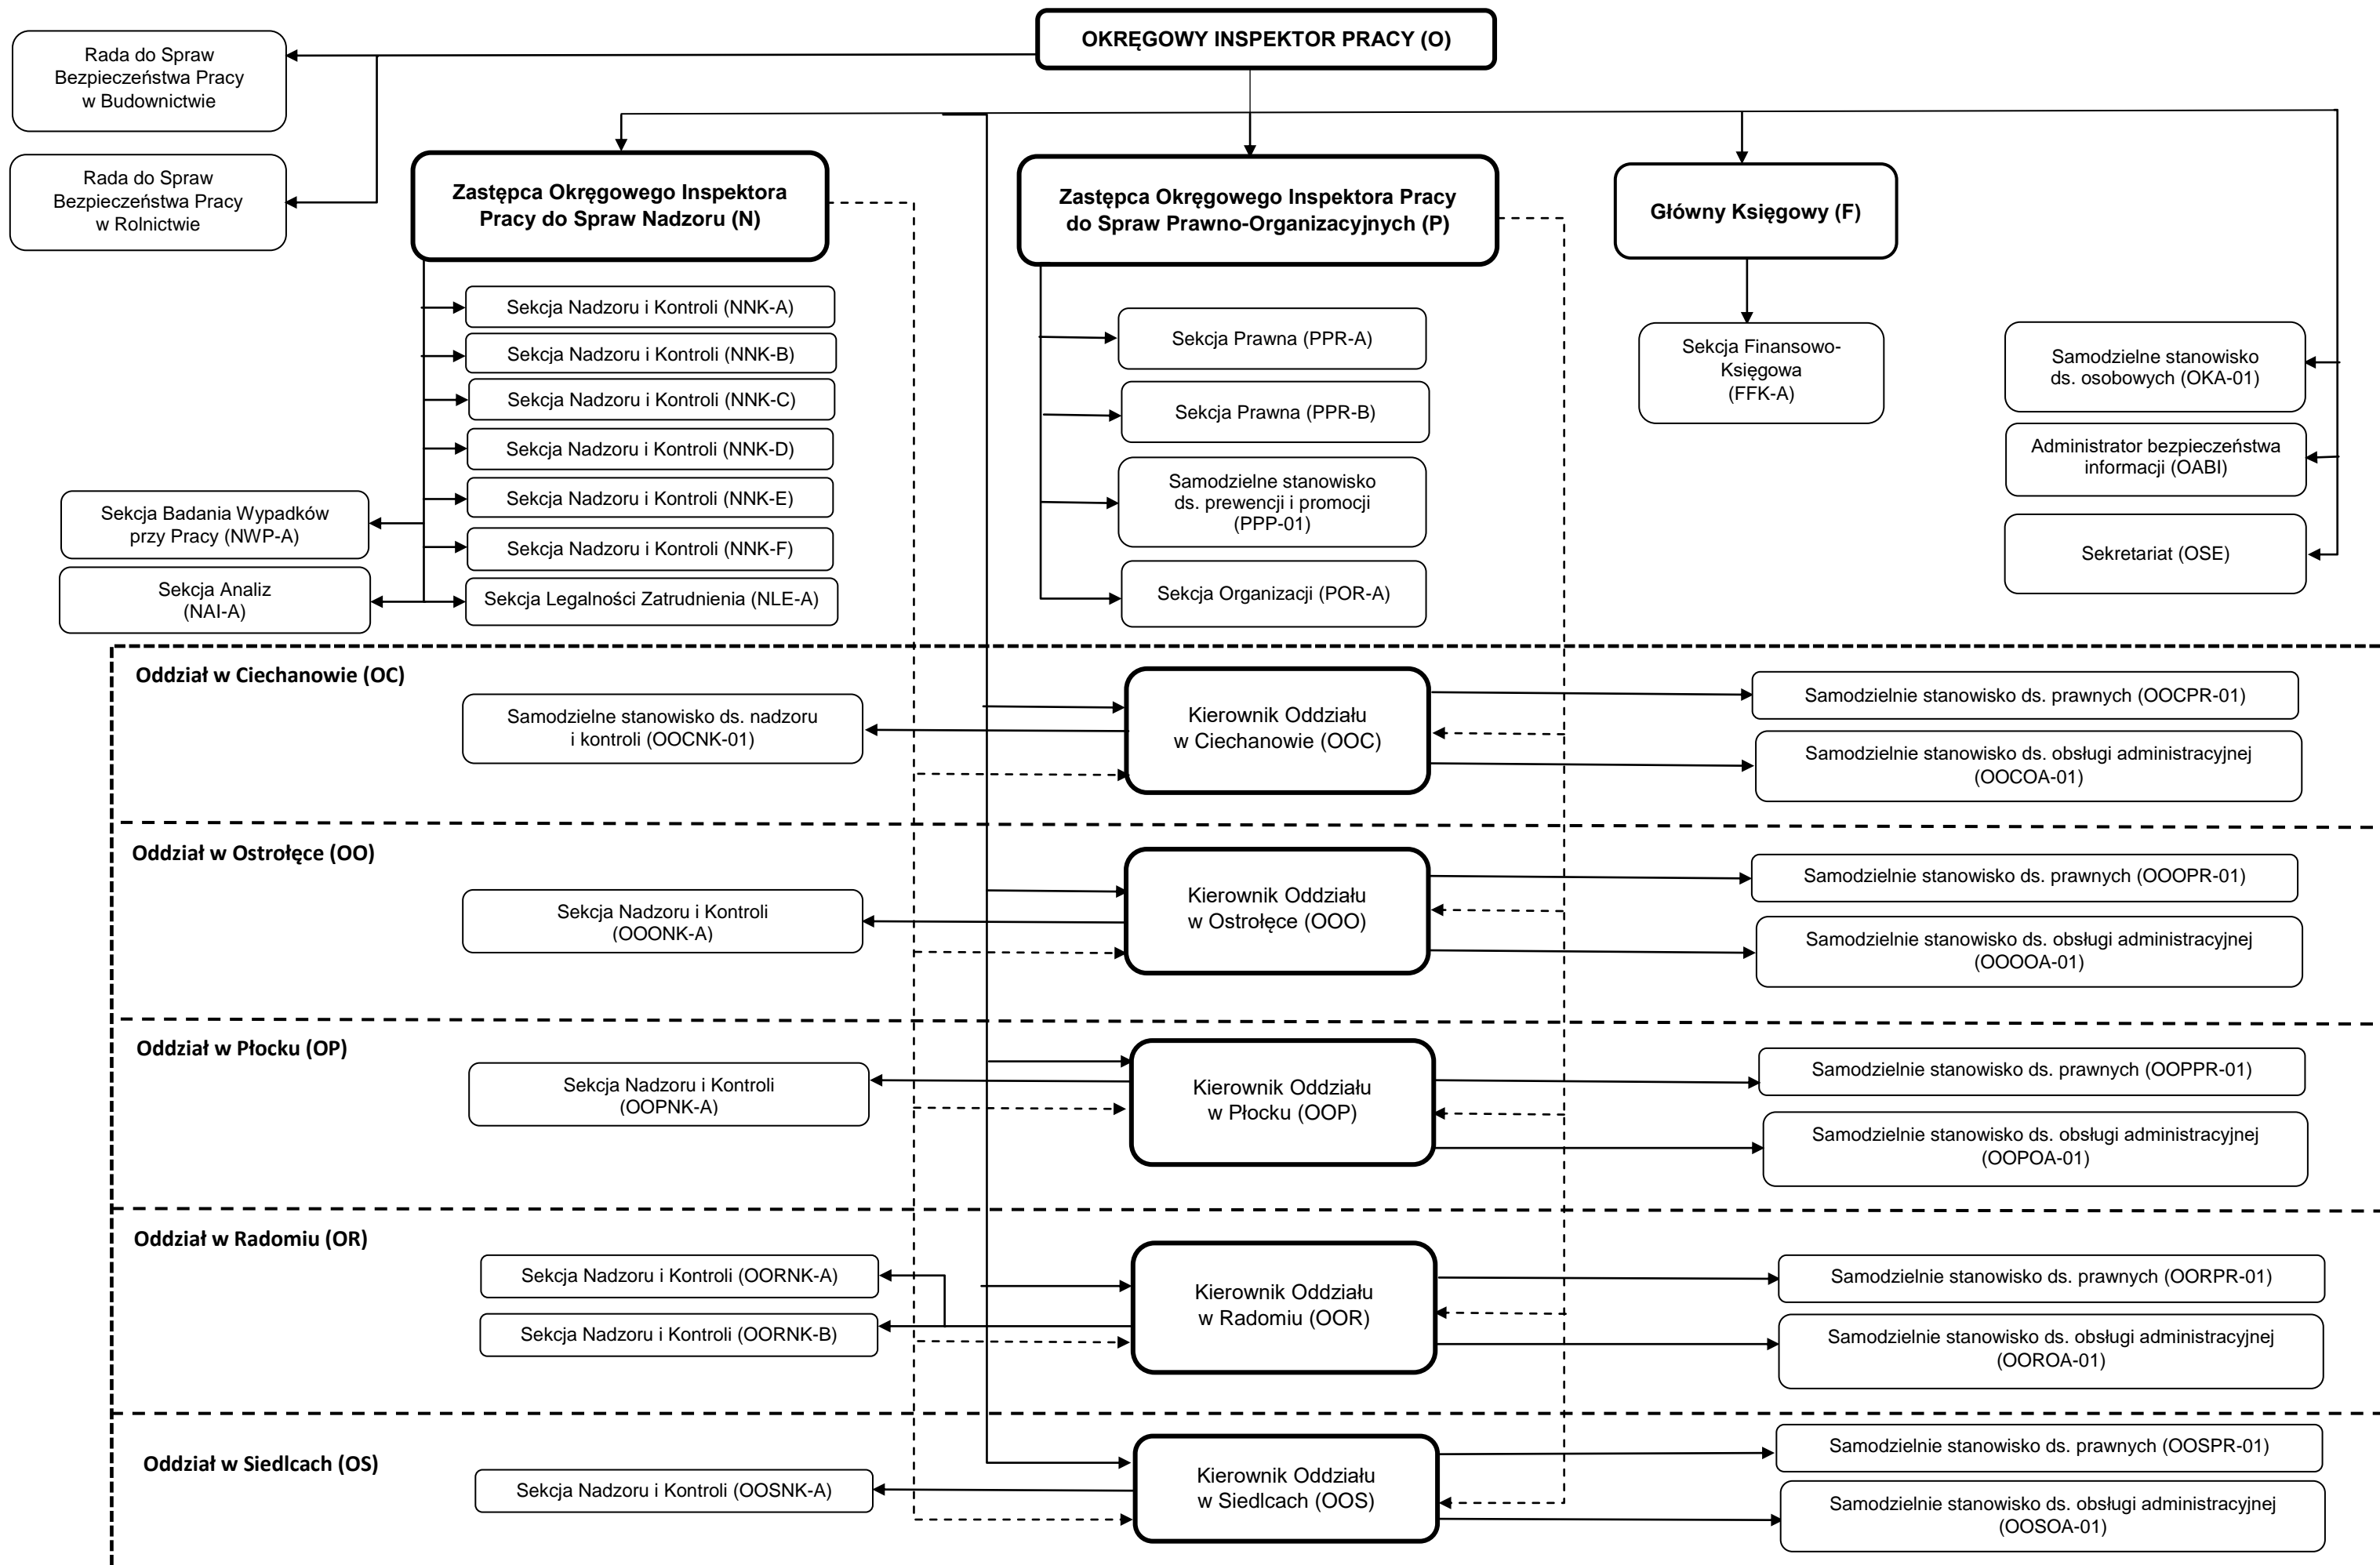 OKRĘGOWY INSPEKTOR PRACY (O)
Rada do Spraw
Bezpieczeństwa Pracy
w Budownictwie
Rada do Spraw
Bezpieczeństwa Pracy
w Rolnictwie
Zastępca Okręgowego Inspektora
Pracy do Spraw Nadzoru (N)
Zastępca Okręgowego Inspektora Pracy
do Spraw Prawno-Organizacyjnych (P)
Główny Księgowy (F)
Sekcja Nadzoru i Kontroli (NNK-A)
Sekcja Nadzoru i Kontroli (NNK-B)
Sekcja Nadzoru i Kontroli (NNK-C)
Sekcja Nadzoru i Kontroli (NNK-D)
Sekcja Nadzoru i Kontroli (NNK-E)
Sekcja Nadzoru i Kontroli (NNK-F)
Sekcja Legalności Zatrudnienia (NLE-A)
Sekcja Badania Wypadków
przy Pracy (NWP-A)
Sekcja Analiz
(NAI-A)
Sekcja Prawna (PPR-A)
Sekcja Prawna (PPR-B)
Samodzielne stanowisko
ds. prewencji i promocji
(PPP-01)
Sekcja Organizacji (POR-A)
Sekcja Finansowo-
Księgowa
(FFK-A)
Samodzielne stanowisko
ds. osobowych (OKA-01)
Administrator bezpieczeństwa
informacji (OABI)
Sekretariat (OSE)
Oddział w Ciechanowie (OC)
Samodzielne stanowisko ds. nadzoru
i kontroli (OOCNK-01)
Kierownik Oddziału
w Ciechanowie (OOC)
Samodzielnie stanowisko ds. prawnych (OOCPR-01)
Samodzielnie stanowisko ds. obsługi administracyjnej
(OOCOA-01)
Oddział w Ostrołęce (OO)
Sekcja Nadzoru i Kontroli
(OOONK-A)
Kierownik Oddziału
w Ostrołęce (OOO)
Samodzielnie stanowisko ds. prawnych (OOOPR-01)
Samodzielnie stanowisko ds. obsługi administracyjnej
(OOOOA-01)
Oddział w Płocku (OP)
Sekcja Nadzoru i Kontroli
(OOPNK-A)
Kierownik Oddziału
w Płocku (OOP)
Samodzielnie stanowisko ds. prawnych (OOPPR-01)
Samodzielnie stanowisko ds. obsługi administracyjnej
(OOPOA-01)
Oddział w Radomiu (OR)
Sekcja Nadzoru i Kontroli (OORNK-A)
Sekcja Nadzoru i Kontroli (OORNK-B)
Kierownik Oddziału
w Radomiu (OOR)
Samodzielnie stanowisko ds. prawnych (OORPR-01)
Samodzielnie stanowisko ds. obsługi administracyjnej
(OOROA-01)
Oddział w Siedlcach (OS)
Sekcja Nadzoru i Kontroli (OOSNK-A)
Kierownik Oddziału
w Siedlcach (OOS)
Samodzielnie stanowisko ds. prawnych (OOSPR-01)
Samodzielnie stanowisko ds. obsługi administracyjnej
(OOSOA-01)